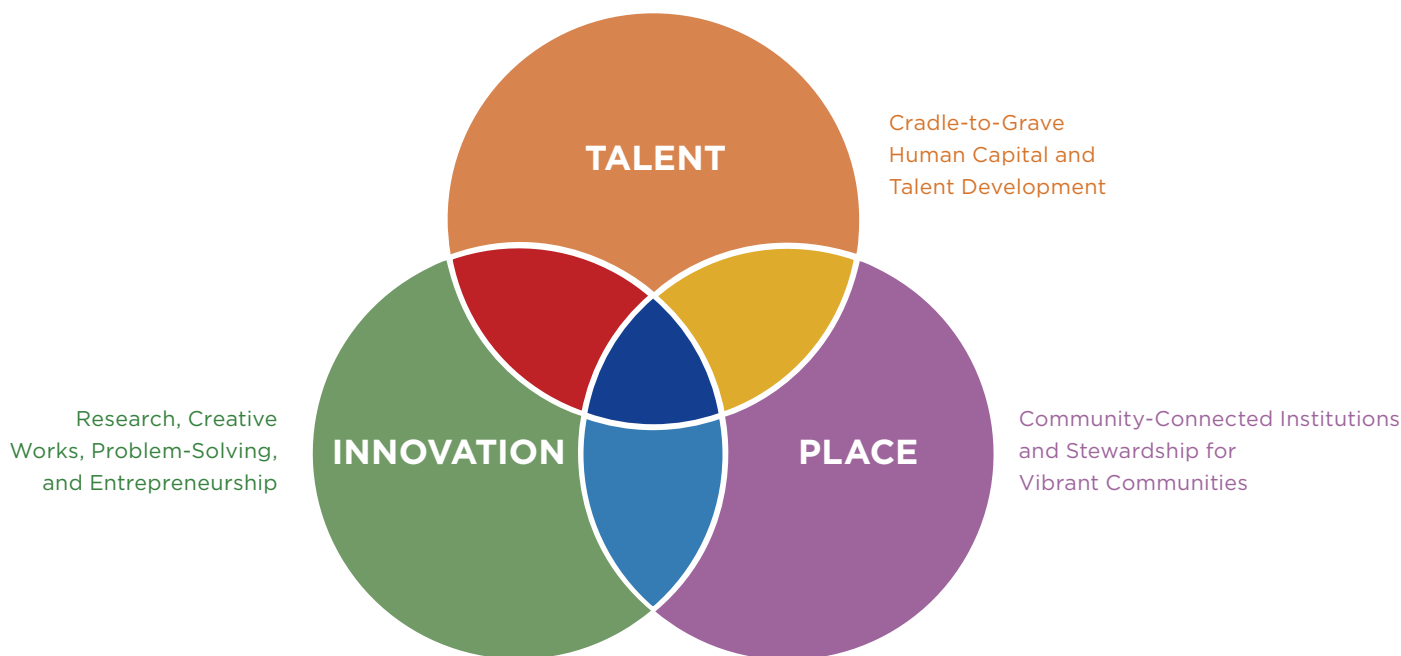 TALENT
Cradle-to-Grave
Human Capital and
Talent Development
Research, Creative
Works, Problem-Solving,
and Entrepreneurship
INNOVATION
PLACE
Community-Connected Institutions
and Stewardship for
Vibrant Communities